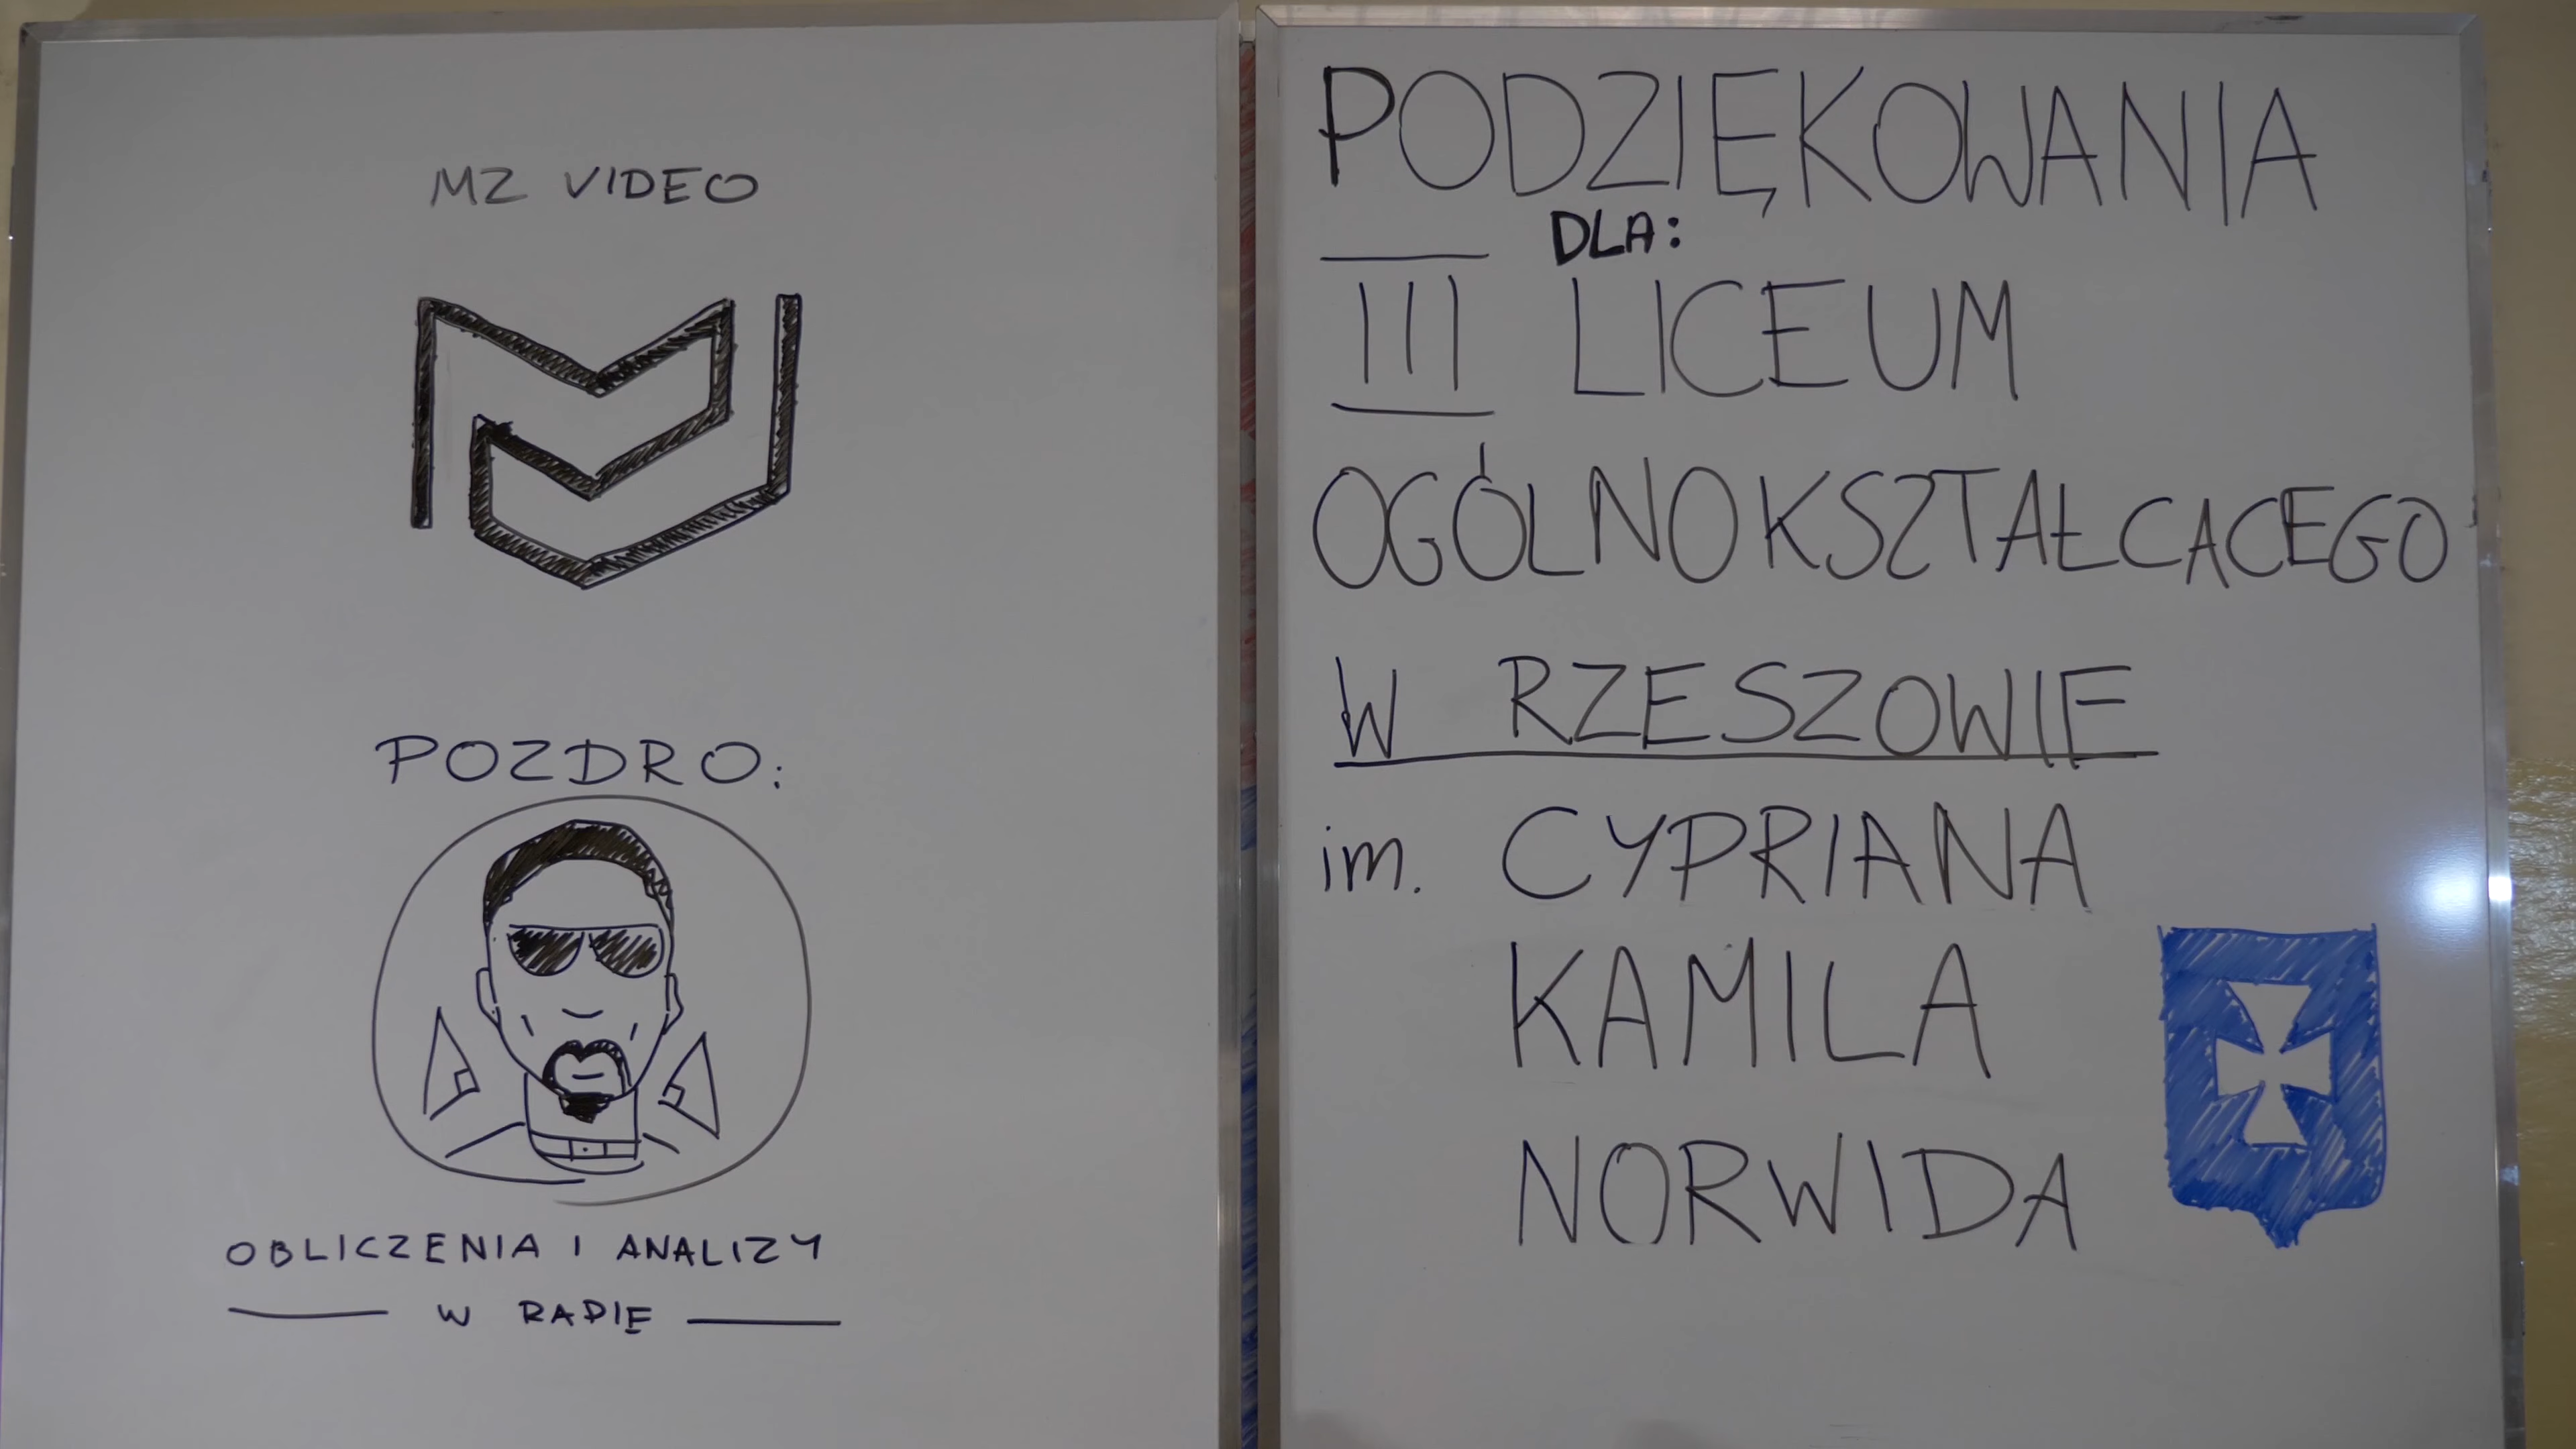 MZ VIDEO
POZDRO:
OBLICZENIA I ANALIZY
W RAPIE
PODZIĘKOWANIA
DLA:
III LICEUM
OGÓLNOKSZTAŁCACEGO
W RZESZOWIE
im. CYPRIANA
KAMILA
NORWIDA